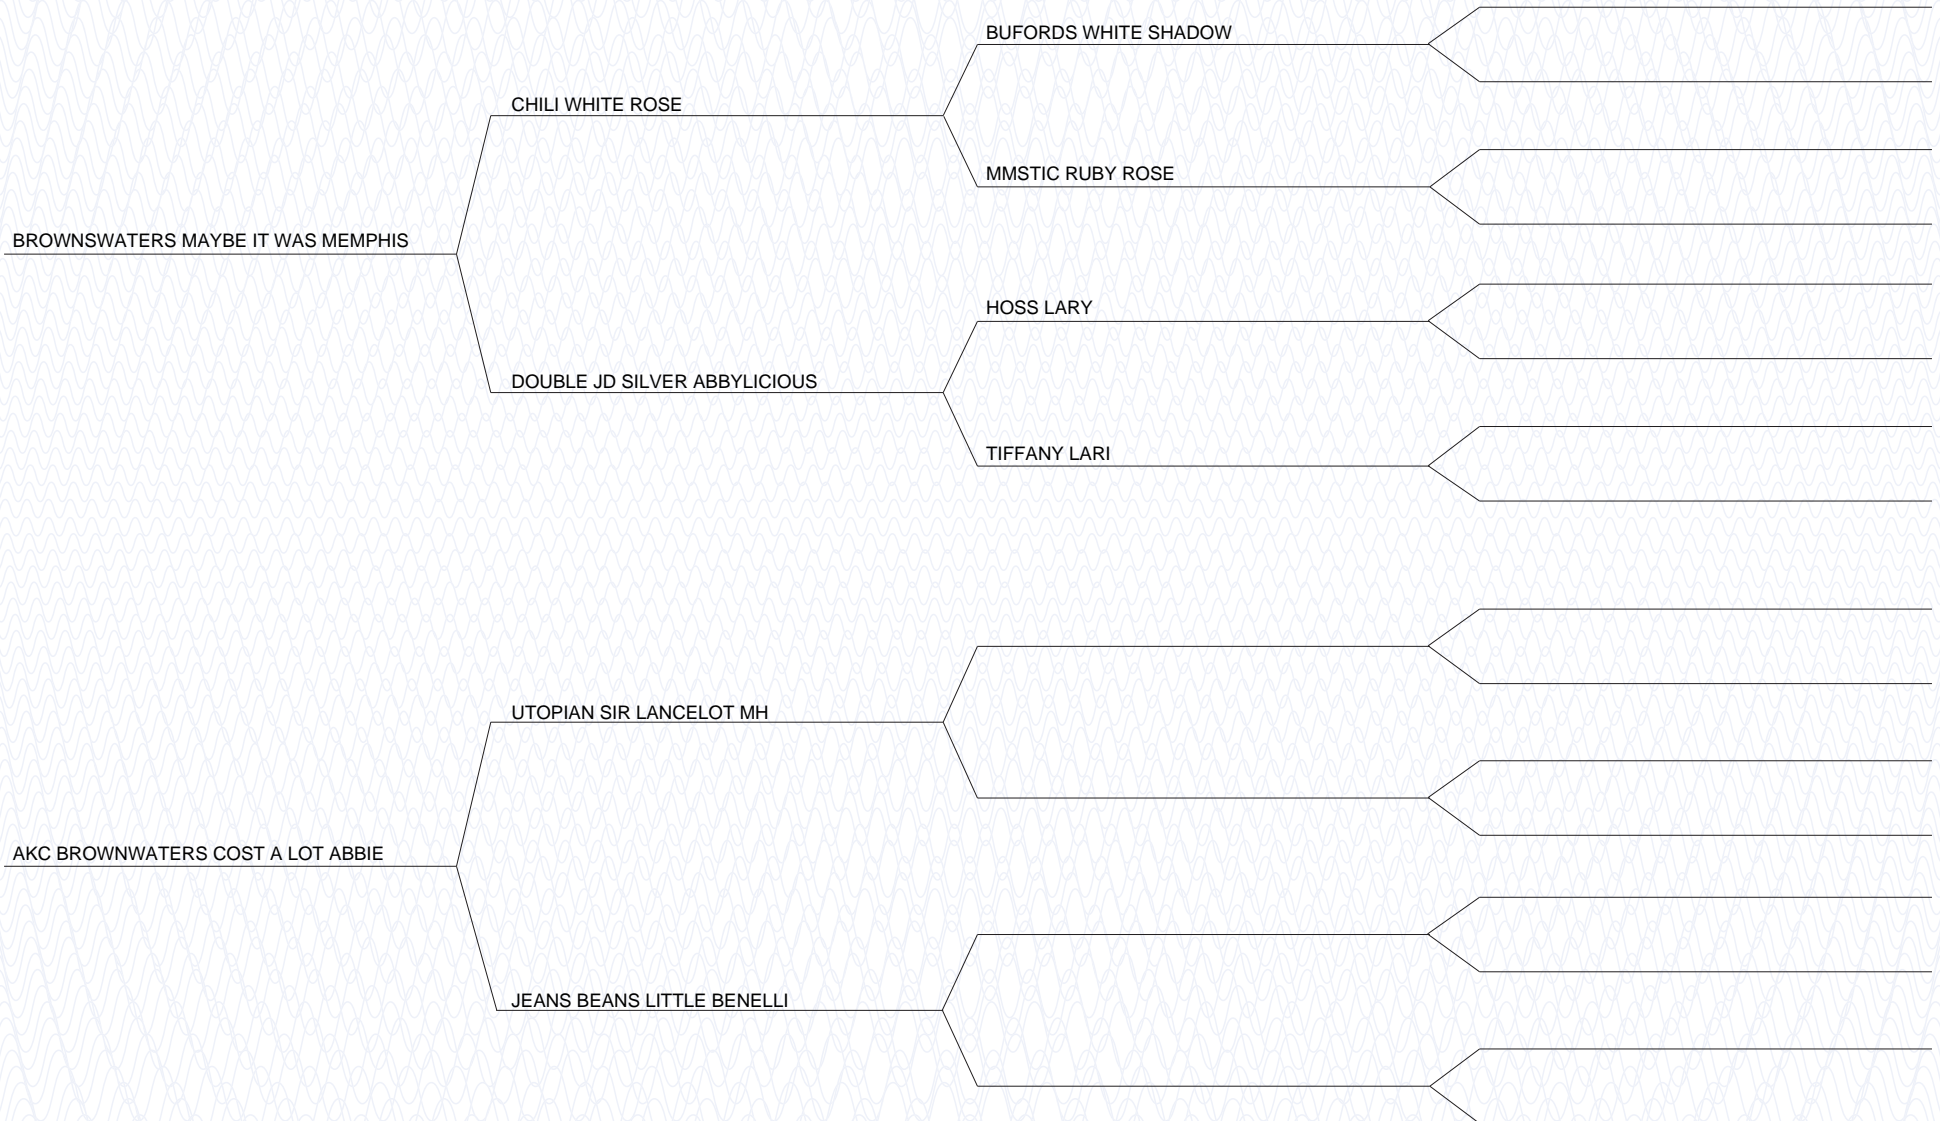 BUFORDS WHITE SHADOW
CHILI WHITE ROSE
MMSTIC RUBY ROSE
BROWNSWATERS MAYBE IT WAS MEMPHIS
HOSS LARY
DOUBLE JD SILVER ABBYLICIOUS
TIFFANY LARI
UTOPIAN SIR LANCELOT MH
AKC BROWNWATERS COST A LOT ABBIE
JEANS BEANS LITTLE BENELLI